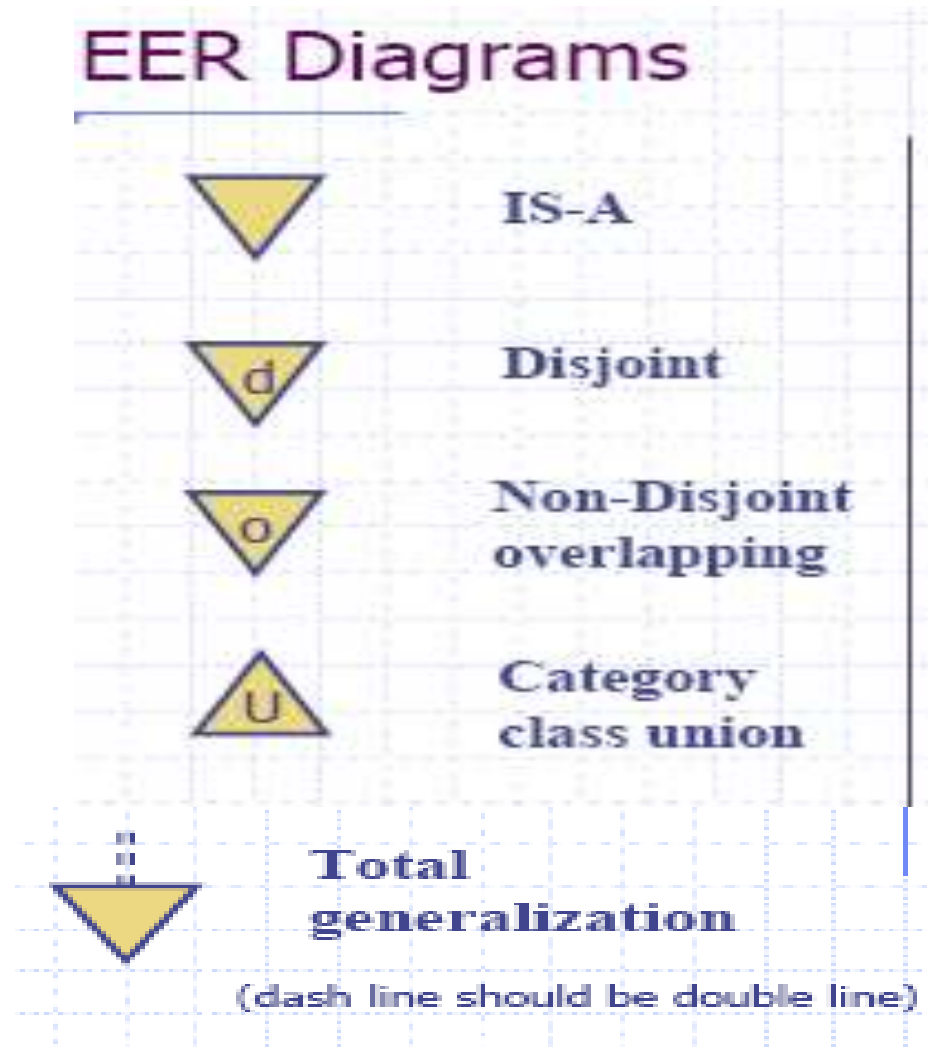 EER Diagrams
IS-A
d
Disjoint
o
Non-Disjoint
overlapping
U
Category
class union
Total
generalization
(dash line should be double line)